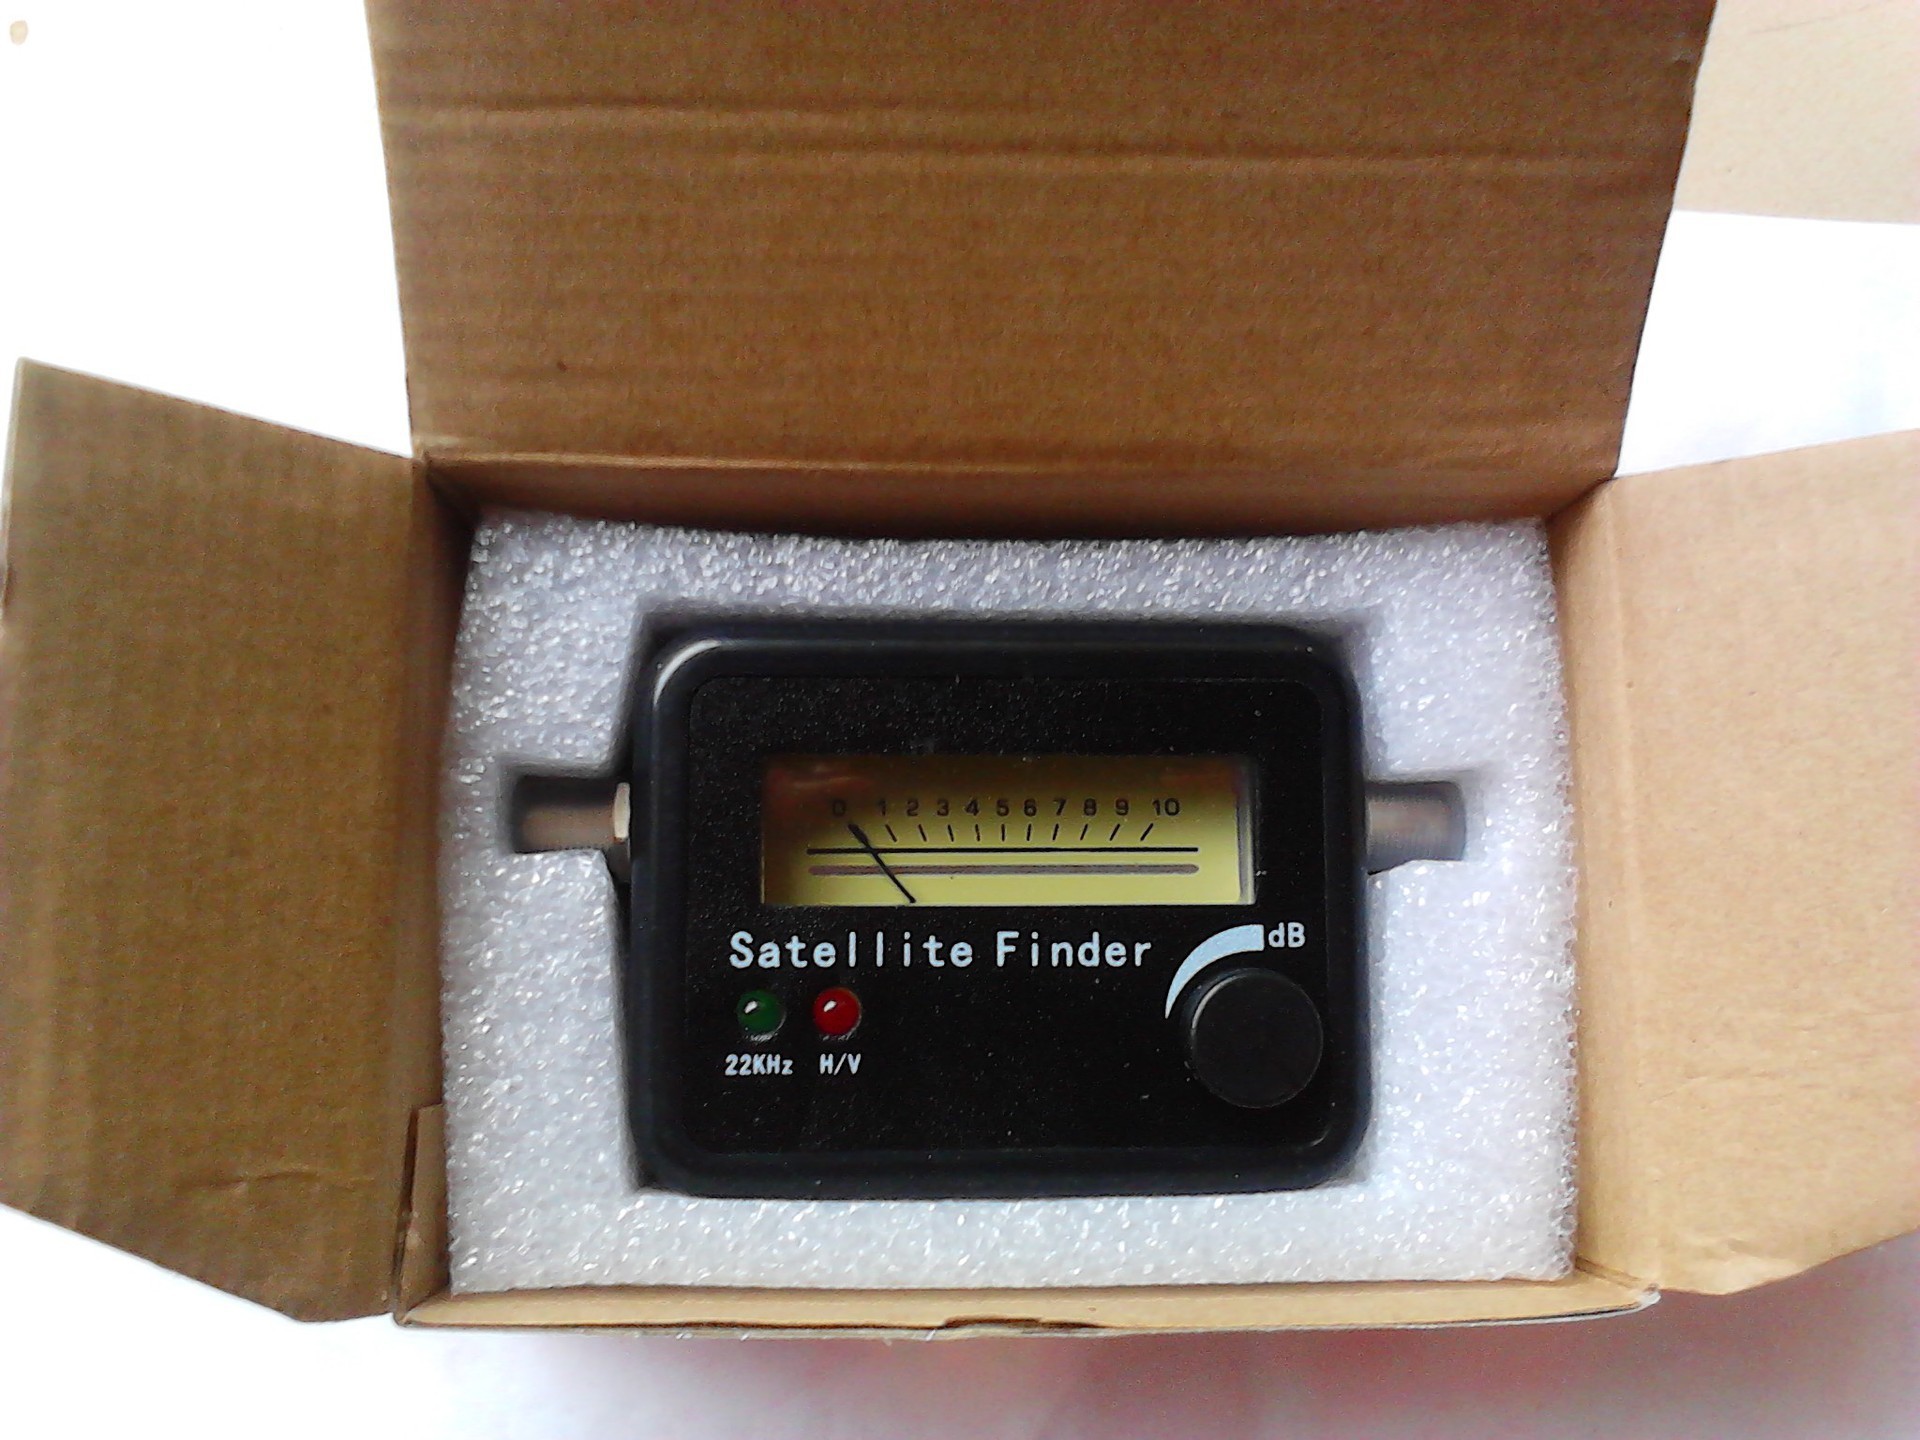 0 1 2 3 4 5 6 7 8 9 10
Satellite Finder
dB
22KHz H/V